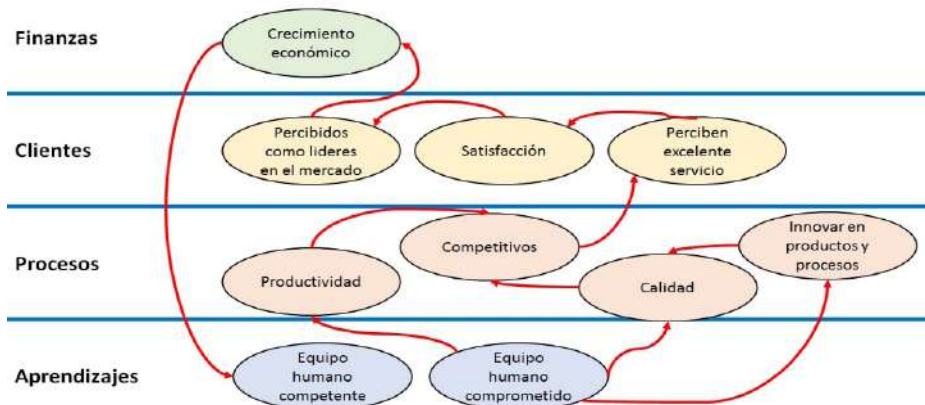 Finanzas
Crecimiento
económico
Clientes
Percibidos
como lideres
en el mercado
Satisfacción
Perciben
excelente
servicio
Procesos
Productividad
Competitivos
Calidad
Innovar en
productos y
procesos
Aprendizajes
Equipo
humano
competente
Equipo
humano
comprometido